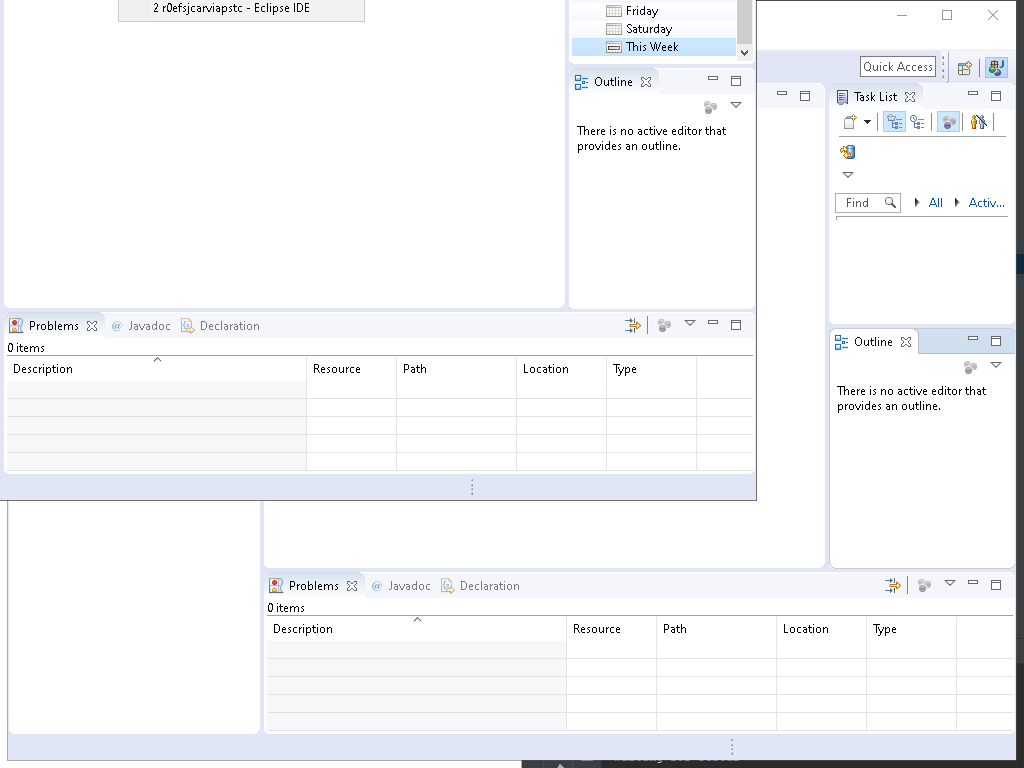 2 r0efsjcarviapstc - Eclipse IDE
Friday
Saturday
This Week
Quick Access
Outline
Task List
There is no active editor that
provides an outline.
Find
All
Activ...
Problems
Javadoc
Declaration
0 items
Description Resource Path Location Type
Outline
There is no active editor that
provides an outline.
Problems
Javadoc
Declaration
0 items
Description Resource Path Location Type